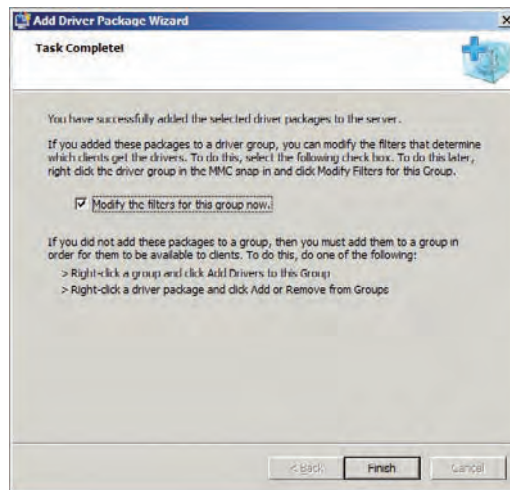 Add Driver Package Wizard
Task Complete!
You have successfully added the selected driver packages to the server.
If you added these packages to a driver group, you can modify the filters that determine
which clients get the drivers. To do this, select the following check box. To do this later,
right click the driver group in the MMC snap in and click Modify Filters for this Group.
Modify the filters for this group now.
If you did not add these packages to a group, then you must add them to a group in
order for them to be available to clients. To do this, do one of the following:
> Right-click a group and click Add Drivers to this Group
> Right-click a driver package and click Add or Remove from Groups
< Back
Finish
Cancel